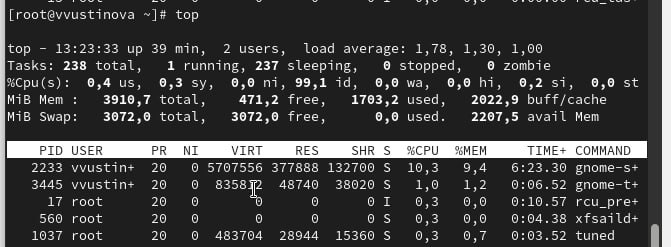 [root@vvustinova ~]# top
top - 13:23:33 up 39 min,  2 users,  load average: 1,78, 1,30, 1,00
Tasks: 238 total,   1 running, 237 sleeping,   0 stopped,   0 zombie
%Cpu(s):  0,4 us,  0,3 sy,  0,0 ni, 99,1 id,  0,0 wa,  0,0 hi,  0,2 si,  0,0 st
MiB Mem :   3910,7 total,    471,2 free,   1703,2 used,   2022,9 buff/cache
MiB Swap:   3072,0 total,   3072,0 free,      0,0 used.   2207,5 avail Mem
PID USER      PR  NI    VIRT    RES    SHR S  %CPU  %MEM     TIME+ COMMAND
2233 vvustin+  20   0 5707556 377888 132700 S  10,3   9,4   6:23.30 gnome-s+
3445 vvustin+  20   0  835812  48740  38020 S   1,0   1,2   0:06.52 gnome-t+
17 root      20   0       0      0      0 I   0,3   0,0   0:10.57 rcu_pre+
560 root      20   0       0      0      0 S   0,3   0,0   0:04.38 xfsaild+
1037 root      20   0  483704  28944  15360 S   0,3   0,7   0:03.52 tuned